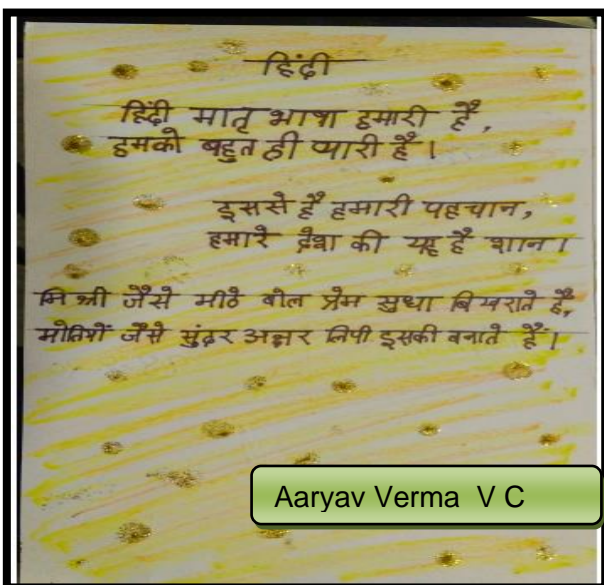 हिंदी
हिंदी मातृ भाषा हमारी है,
हमको बहुत ही प्यारी है।
इससे है हमारी पहचान,
हमारे देश की यह है शान।
मिश्री जैसे मीठे बोल प्रेम सुधा बिखराते है,
मोतियों जैसे सुंदर अक्षर लिपी इसकी बनाते हैं।
Aaryav Verma V C